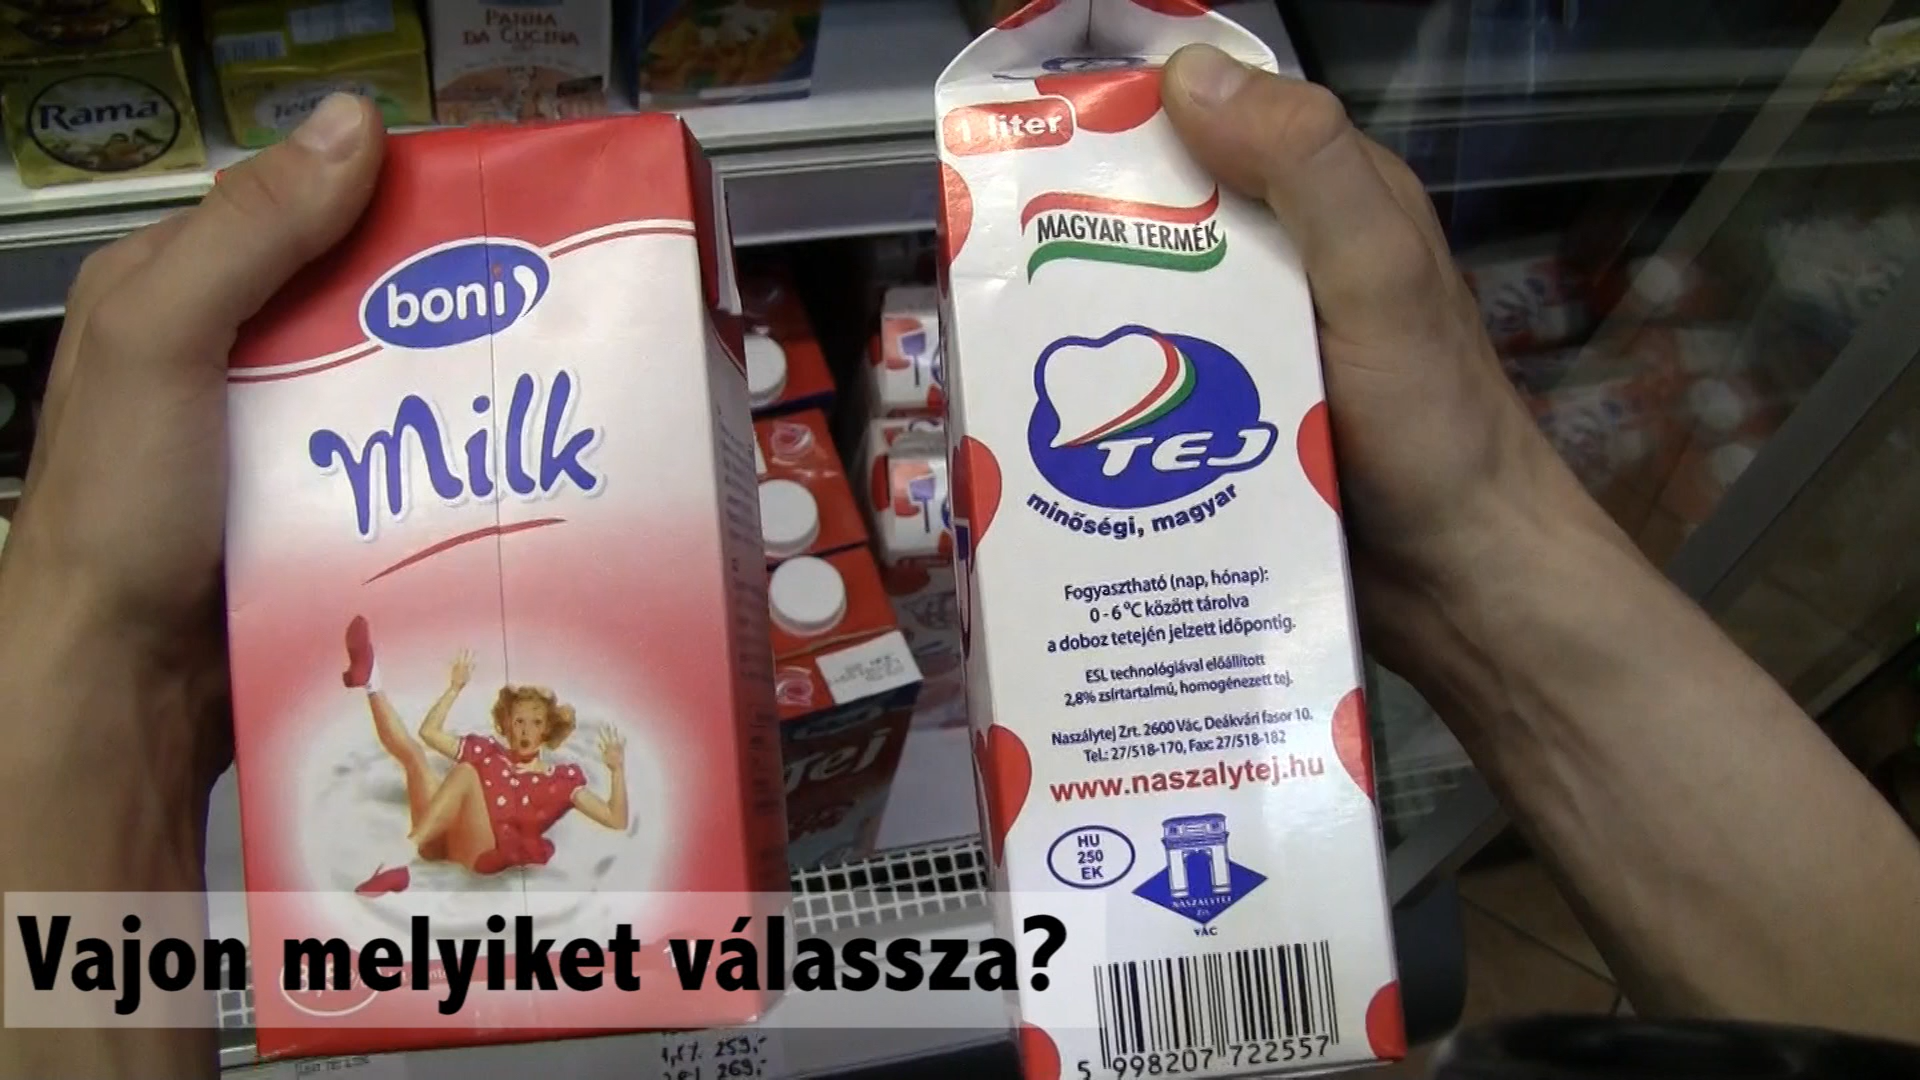 PANNA
DA CUCINA
Rama
boni
Milk
1 liter
MAGYAR TERMÉK
TEJ
minőségi, magyar
Fogyasztható (nap, hónap):
0 - 6 °C között tárolva
a doboz tetején jelzett időpontig.
ESL technológiával előállított
2,8% zsírtartalmú, homogénezett tej.
Naszálytej Zrt. 2600 Vác, Deákvári fasor 10.
Tel.: 27/518-170, Fax: 27/518-182
www.naszalytej.hu
HU
250
EK
NASZÁLYTEJ
Zrt.
VÁC
5 998207 722557
Tej
Vajon melyiket válassza?
259,-
269,-